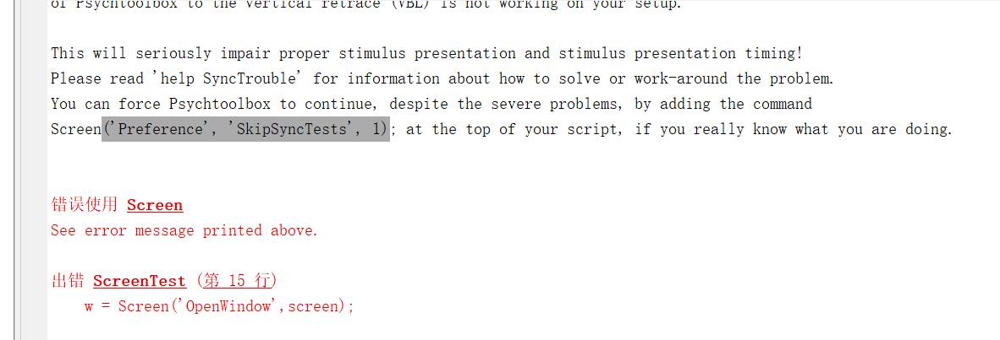 of Psychtoolbox to the vertical retrace (VBL) is not working on your setup.
This will seriously impair proper stimulus presentation and stimulus presentation timing!
Please read 'help SyncTrouble' for information about how to solve or work-around the problem.
You can force Psychtoolbox to continue, despite the severe problems, by adding the command
Screen('Preference', 'SkipSyncTests', 1); at the top of your script, if you really know what you are doing.
错误使用 Screen
See error message printed above.
出错 ScreenTest (第 15 行)
w = Screen('OpenWindow',screen);